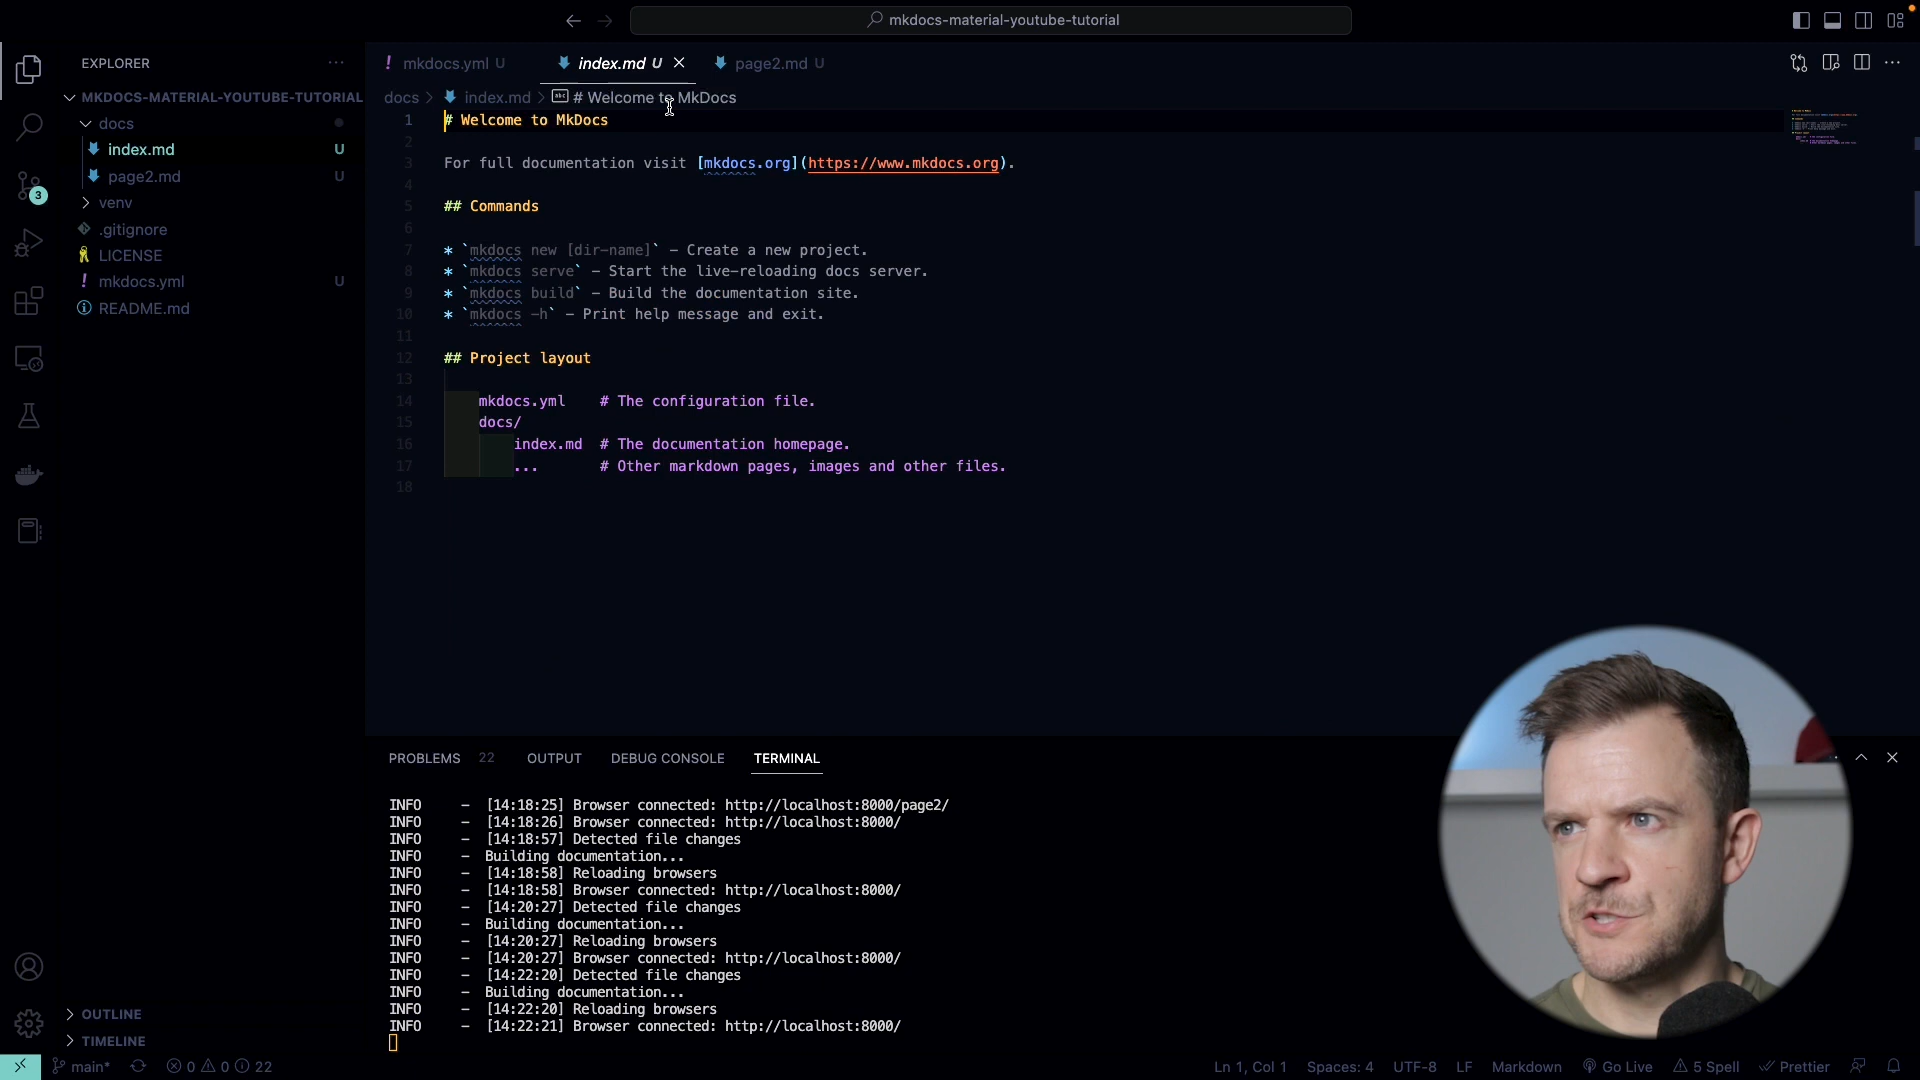 mkdocs-material-youtube-tutorial
EXPLORER
MKDOCS-MATERIAL-YOUTUBE-TUTORIAL
docs
index.md U
page2.md U
venv
.gitignore
LICENSE
mkdocs.yml U
README.md
3
OUTLINE
TIMELINE
! mkdocs.yml U
index.md U
page2.md U
docs > index.md > # Welcome to MkDocs
1 # Welcome to MkDocs
2
3 For full documentation visit [mkdocs.org](https://www.mkdocs.org).
4
5 ## Commands
6
7 * `mkdocs new [dir-name]` - Create a new project.
8 * `mkdocs serve` - Start the live-reloading docs server.
9 * `mkdocs build` - Build the documentation site.
10 * `mkdocs -h` - Print help message and exit.
11
12 ## Project layout
13
14 mkdocs.yml # The configuration file.
15 docs/
16 index.md # The documentation homepage.
17 ... # Other markdown pages, images and other files.
18
PROBLEMS 22 OUTPUT DEBUG CONSOLE TERMINAL
INFO - [14:18:25] Browser connected: http://localhost:8000/page2/
INFO - [14:18:26] Browser connected: http://localhost:8000/
INFO - [14:18:57] Detected file changes
INFO - Building documentation...
INFO - [14:18:58] Reloading browsers
INFO - [14:18:58] Browser connected: http://localhost:8000/
INFO - [14:20:27] Detected file changes
INFO - Building documentation...
INFO - [14:20:27] Reloading browsers
INFO - [14:20:27] Browser connected: http://localhost:8000/
INFO - [14:22:20] Detected file changes
INFO - Building documentation...
INFO - [14:22:20] Reloading browsers
INFO - [14:22:21] Browser connected: http://localhost:8000/
main* 0 0 22 Ln 1, Col 1 Spaces: 4 UTF-8 LF Markdown Go Live 5 Spell Prettier